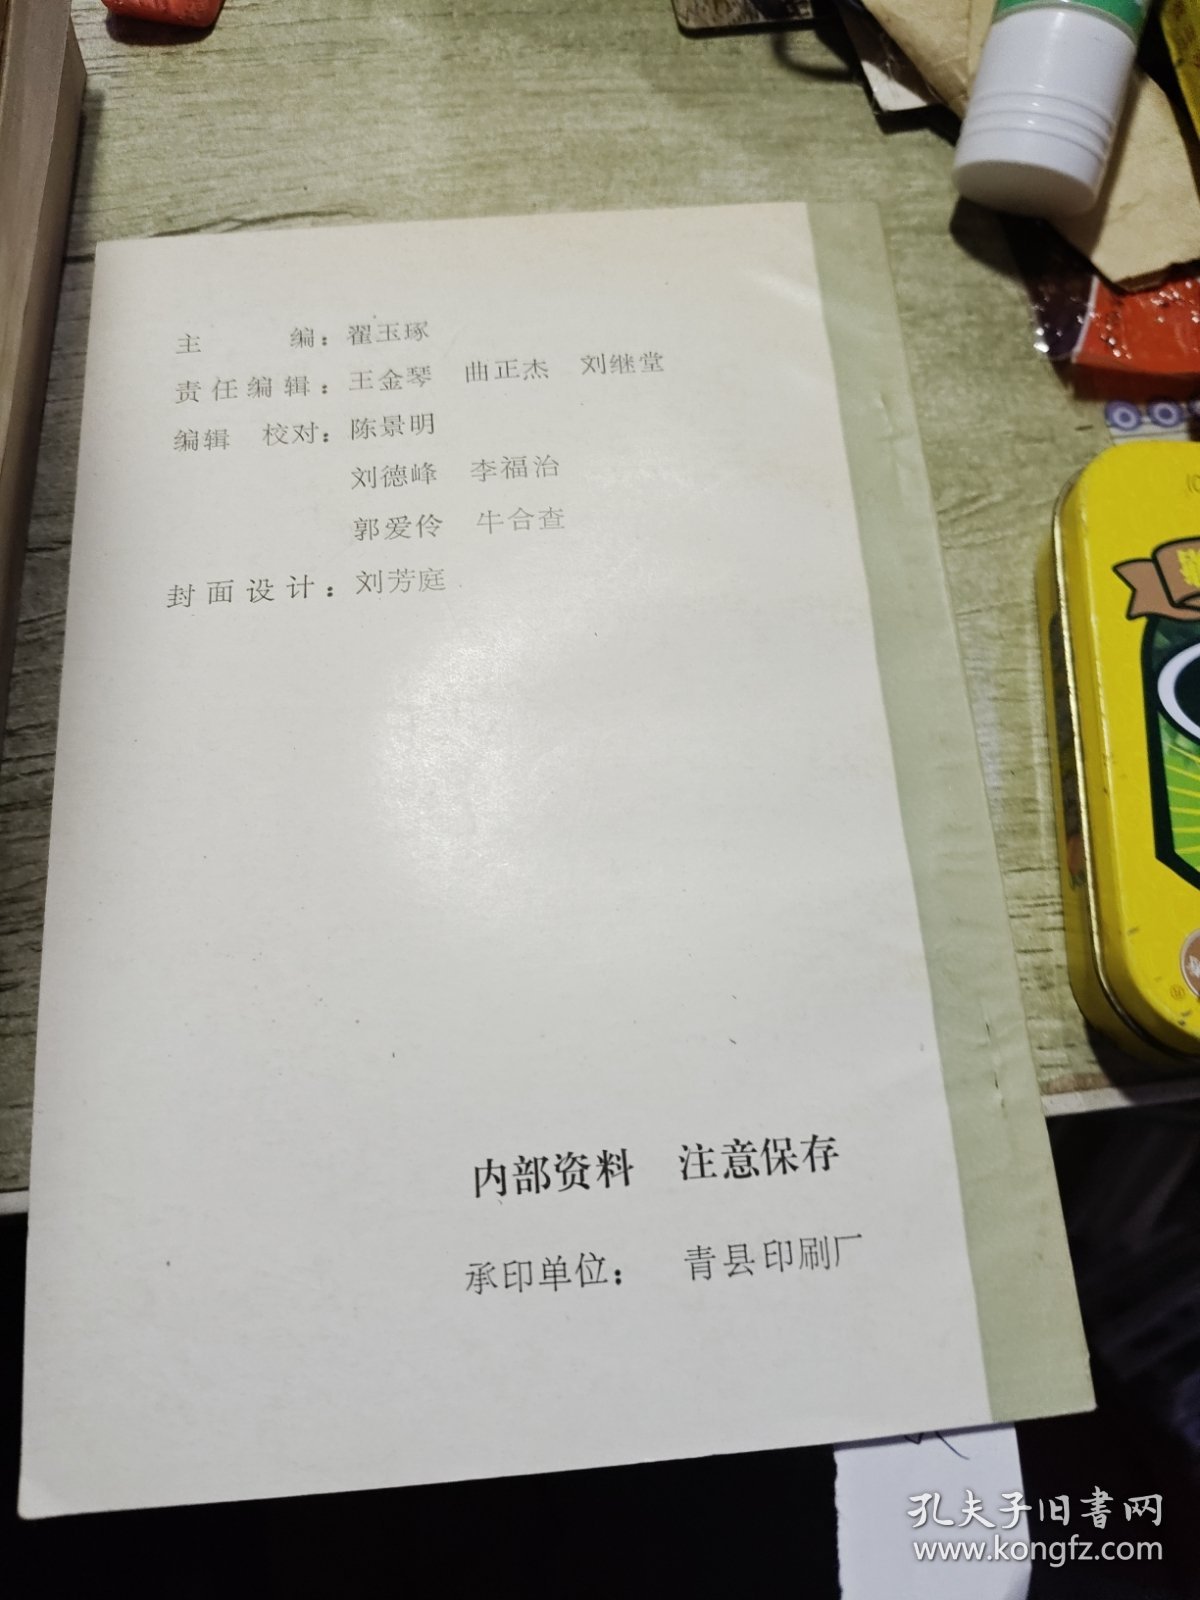 主 编：翟玉琢
责任编辑：王金琴 曲正杰 刘继堂
编辑 校对：陈景明
刘德峰 李福治
郭爱伶 牛合查
封面设计：刘芳庭
内部资料 注意保存
承印单位： 青县印刷厂
孔夫子旧书网
www.kongfz.com